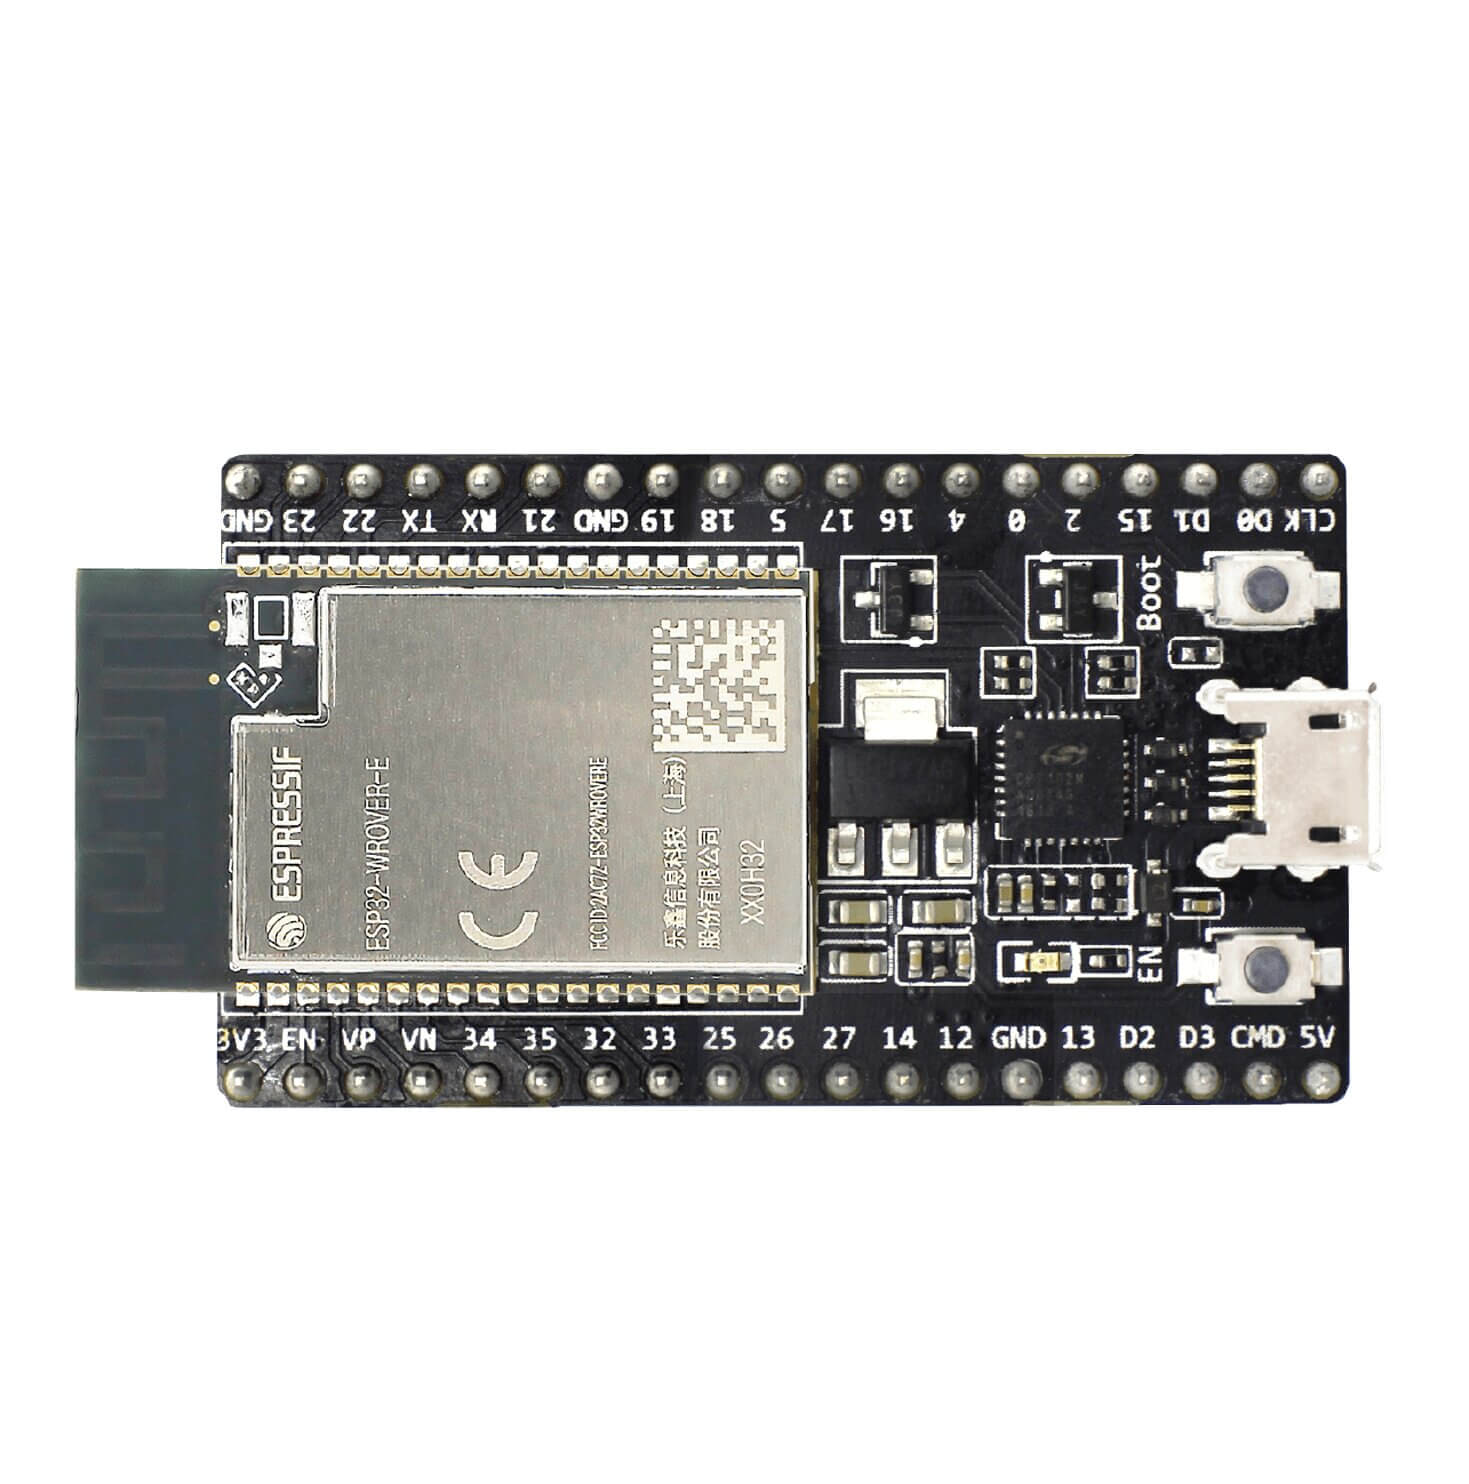 GND 23 22 TX RX 21 GND 19 18 5 17 16 4 0 2 15 D1 D0 CLK
Boot
ESPRESSIF
ESP32-WROVER-E
CE
FCCID:2AC7Z-ESP32WROVERE
乐鑫信息科技（上海）
股份有限公司
XX0H32
EN
3V3 EN VP VN 34 35 32 33 25 26 27 14 12 GND 13 D2 D3 CMD 5V